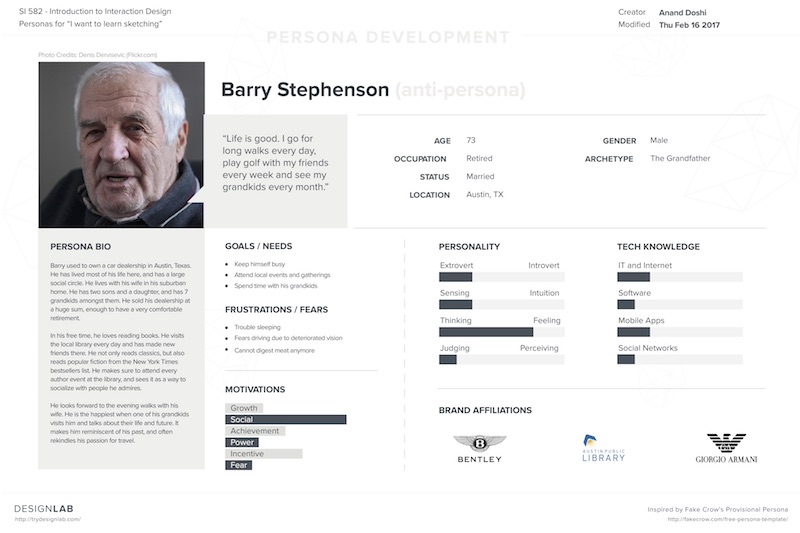 SI 582 - Introduction to Interaction Design
Personas for “I want to learn sketching”
Creator Anand Doshi
Modified Thu Feb 16 2017
PERSONA DEVELOPMENT
Photo Credits: Denis Dervisevic (Flickr.com)
Barry Stephenson (anti-persona)
“Life is good. I go for
long walks every day,
play golf with my friends
every week and see my
grandkids every month.”
AGE 73
OCCUPATION Retired
STATUS Married
LOCATION Austin, TX
GENDER Male
ARCHETYPE The Grandfather
PERSONA BIO
Barry used to own a car dealership in Austin, Texas.
He has lived most of his life here, and has a large
social circle. He lives with his wife in his suburban
home. He has two sons and a daughter, and has 7
grandkids amongst them. He sold his dealership at
a huge sum, enough to have a very comfortable
retirement.
In his free time, he loves reading books. He visits
the local library every day and has made new
friends there. He not only reads classics, but also
reads popular fiction from the New York Times
bestsellers list. He makes sure to attend every
author event at the library, and sees it as a way to
socialize with people he admires.
He looks forward to the evening walks with his
wife. He is the happiest when one of his grandkids
visits him and talks about their life and future. It
makes him reminiscent of his past, and often
rekindles his passion for travel.
GOALS / NEEDS
• Keep himself busy
• Attend local events and gatherings
• Spend time with his grandkids
FRUSTRATIONS / FEARS
• Trouble sleeping
• Fears driving due to deteriorated vision
• Cannot digest meat anymore
MOTIVATIONS
Growth
Social
Achievement
Power
Incentive
Fear
PERSONALITY
Extrovert Introvert
Sensing Intuition
Thinking Feeling
Judging Perceiving
TECH KNOWLEDGE
IT and Internet
Software
Mobile Apps
Social Networks
BRAND AFFILIATIONS
B
BENTLEY
AUSTIN PUBLIC
LIBRARY
GIORGIO ARMANI
DESIGNLAB
http://trydesignlab.com/
Inspired by Fake Crow's Provisional Persona
http://fakecrow.com/free-persona-template/